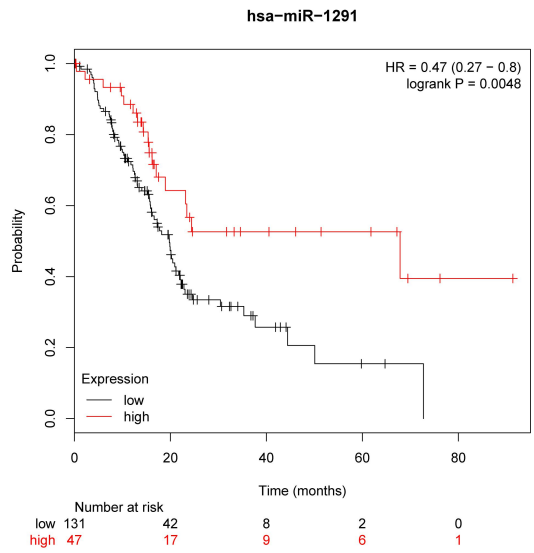 hsa−miR−1291
HR = 0.47 (0.27 − 0.8)
logrank P = 0.0048
Probability
1.0
0.8
0.6
0.4
0.2
0.0
Expression
low
high
0 20 40 60 80
Time (months)
Number at risk
low 131 42 8 2 0
high 47 17 9 6 1